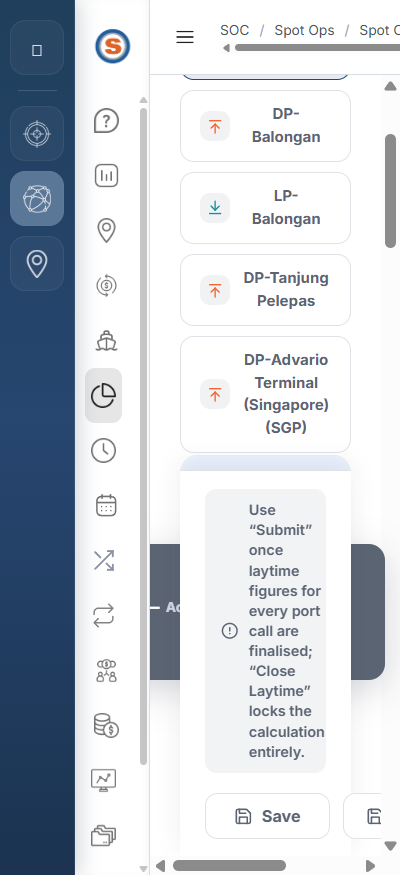 SOC / Spot Ops / Spot
DP-
Balongan
LP-
Balongan
DP-Tanjung
Pelepas
DP-Advario
Terminal
(Singapore)
(SGP)
Use
“Submit”
once
laytime
figures for
every port
call are
finalised;
“Close
Laytime”
locks the
calculation
entirely.
Save